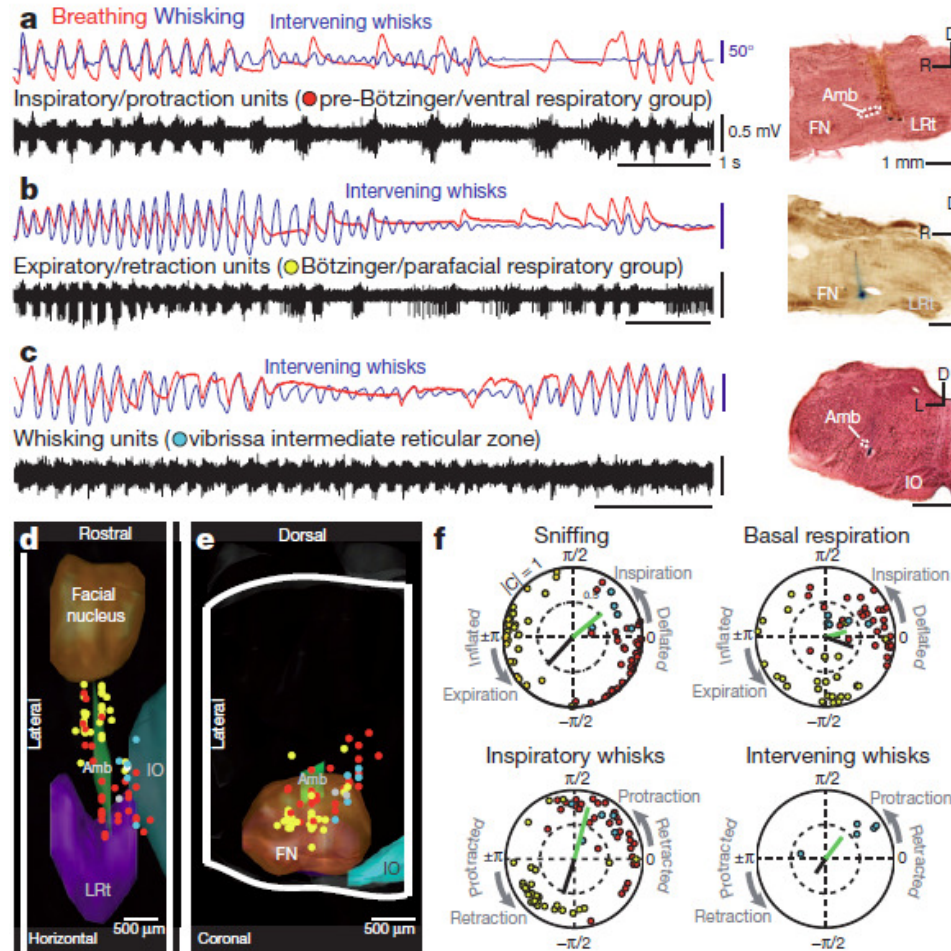 a Breathing Whisking
Intervening whisks
50°
Inspiratory/protraction units (pre-Bötzinger/ventral respiratory group)
0.5 mV
1 s
D
R
Amb
FN
LRt
1 mm
b
Intervening whisks
Expiratory/retraction units (Bötzinger/parafacial respiratory group)
D
R
FN
LRt
c
Intervening whisks
Whisking units (vibrissa intermediate reticular zone)
D
L
Amb
IO
d
Rostral
Facial
nucleus
Lateral
Amb
IO
LRt
500 µm
Horizontal
e
Dorsal
Lateral
Amb
FN
IO
500 µm
Coronal
f
Sniffing
π/2
|C| = 1
0.5
Inspiration
Inflated
±π
0
Deflated
Expiration
−π/2
Basal respiration
π/2
Inspiration
Inflated
±π
0
Deflated
Expiration
−π/2
Inspiratory whisks
π/2
Protraction
Protracted
±π
0
Retracted
Retraction
−π/2
Intervening whisks
π/2
Protraction
Protracted
±π
0
Retracted
Retraction
−π/2